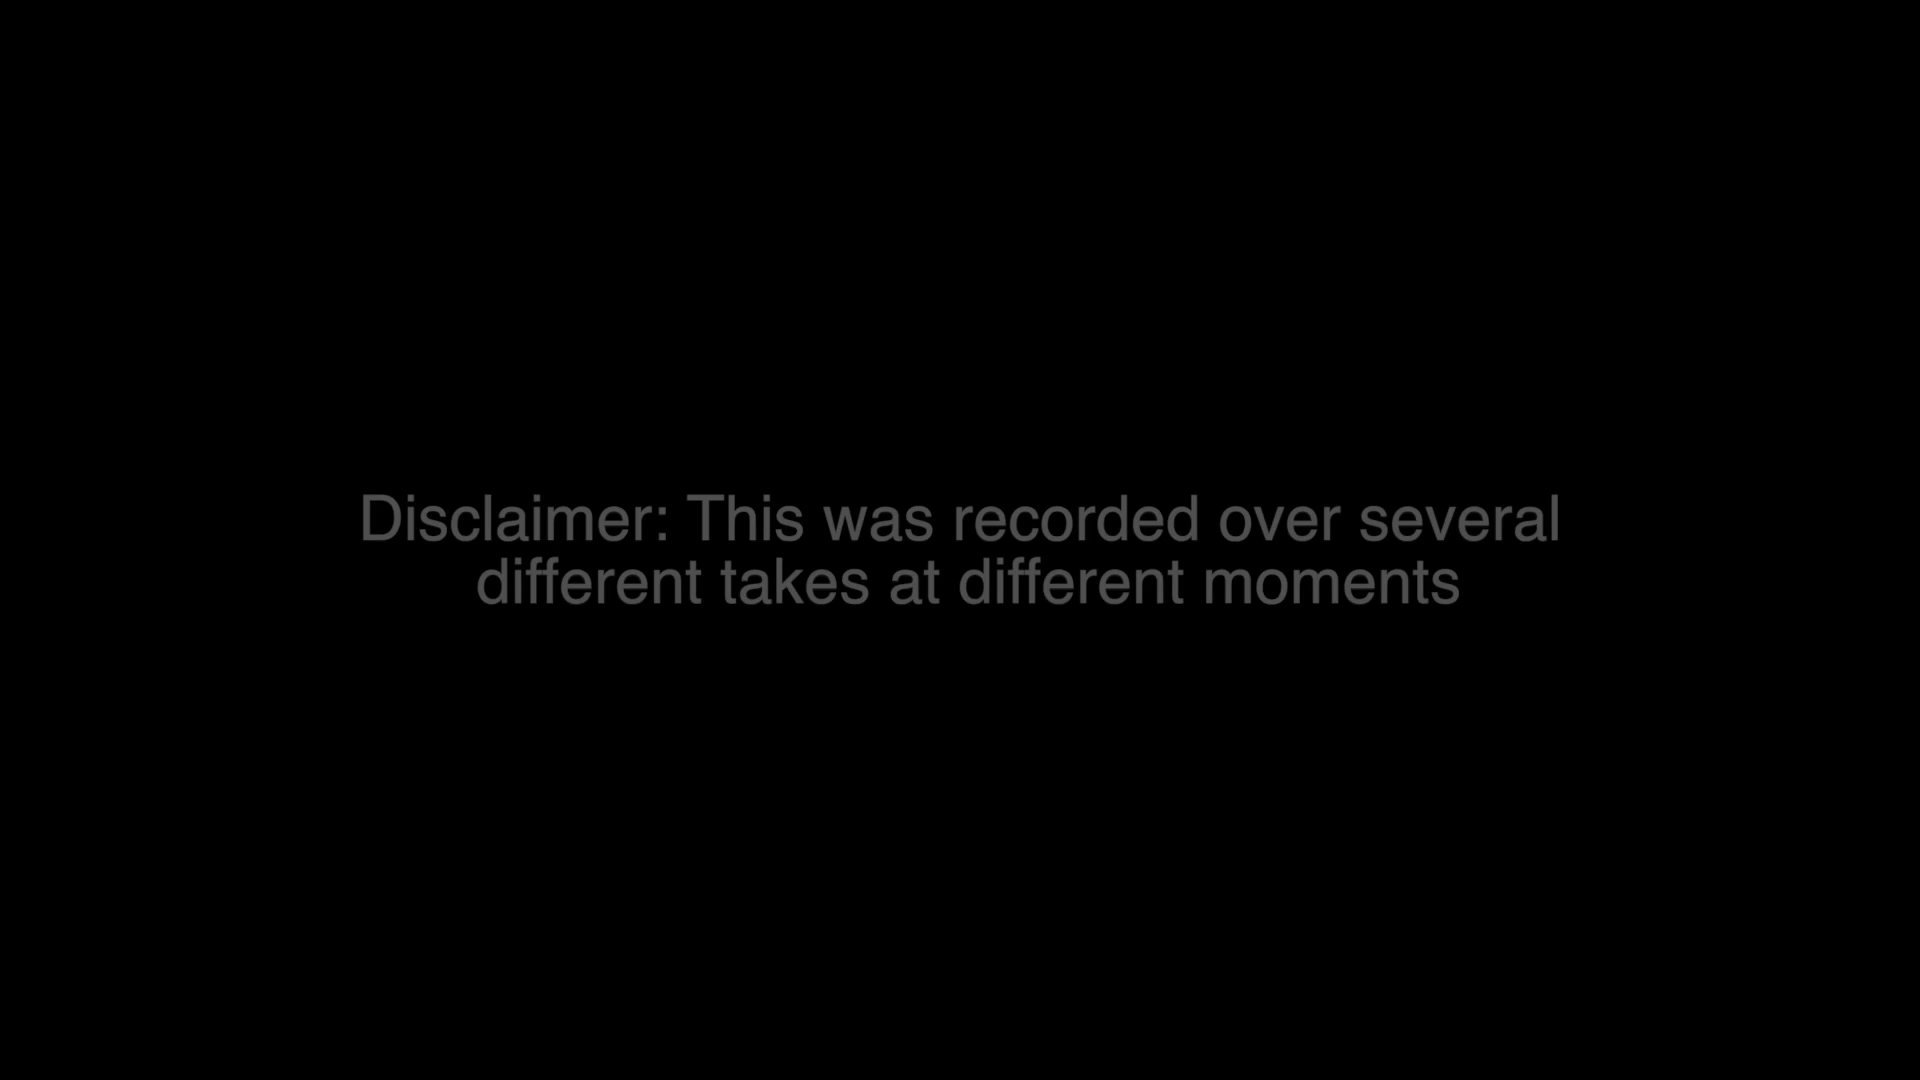 Disclaimer: This was recorded over several
different takes at different moments